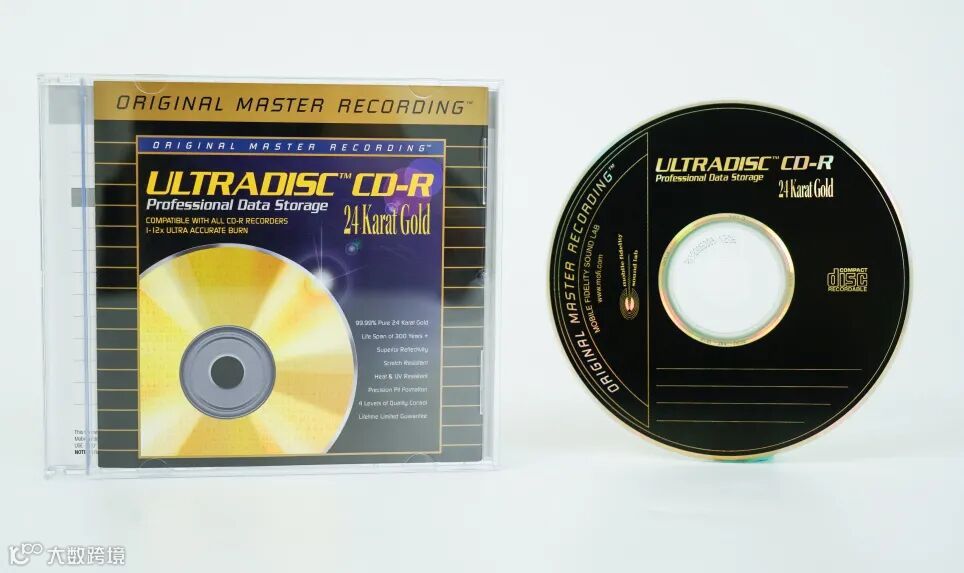 ORIGINAL MASTER RECORDING™
ORIGINAL MASTER RECORDING™
ULTRADISC™ CD-R
Professional Data Storage
24 Karat Gold
COMPATIBLE WITH ALL CD-R RECORDERS
1-12x ULTRA ACCURATE BURN
99.99% Pure 24 Karat Gold
Life Span of 300 Years +
Superior Reflectivity
Scratch Resistant
Heat & UV Resistant
Precision Pit Formation
4 Levels of Quality Control
Lifetime Limited Guarantee
ULTRADISC™ CD-R
Professional Data Storage
24 Karat Gold
ORIGINAL MASTER RECORDING™
MOBILE FIDELITY SOUND LAB
www.mofi.com
mobile fidelity
sound lab
COMPACT
disc
RECORDABLE
大数跨境